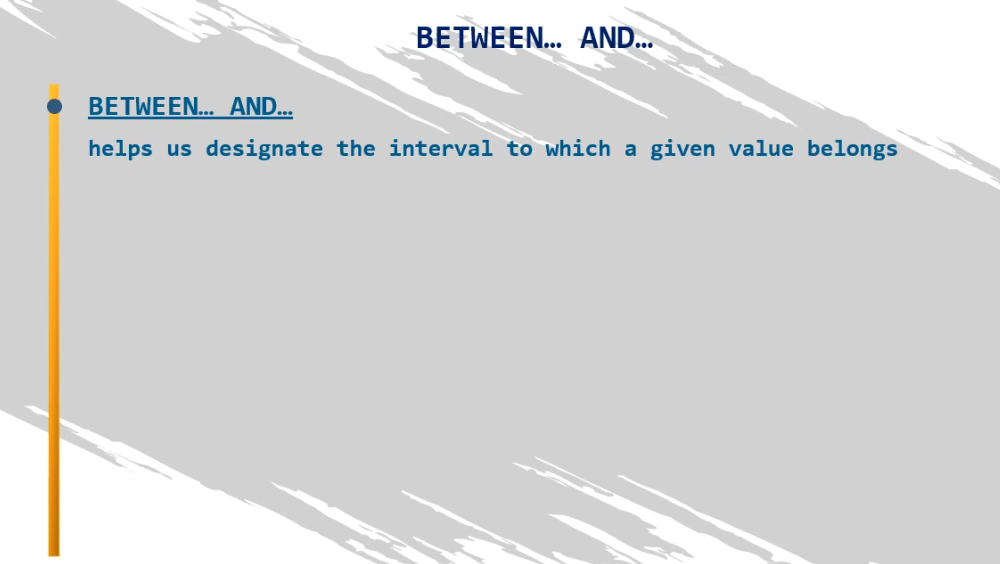 BETWEEN… AND…
BETWEEN… AND…
helps us designate the interval to which a given value belongs